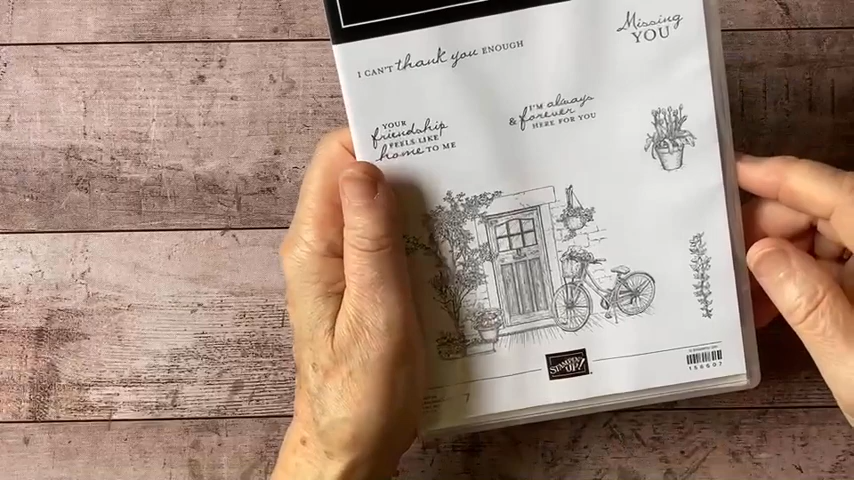 Missing
YOU
I CAN'T thank you ENOUGH
I'M always
& forever
HERE FOR YOU
YOUR
friendship
FEELS LIKE
home TO ME
STAMPIN'
UP!